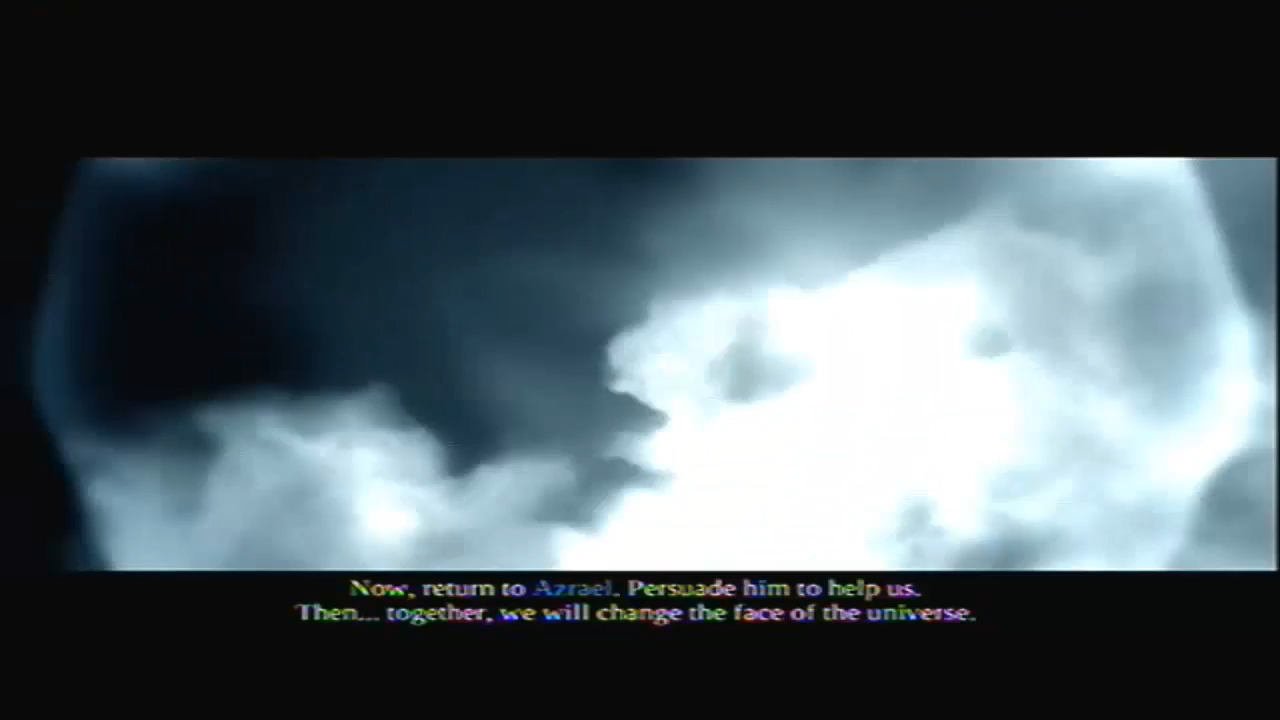 Now, return to Azrael. Persuade him to help us.
Then... together, we will change the face of the universe.